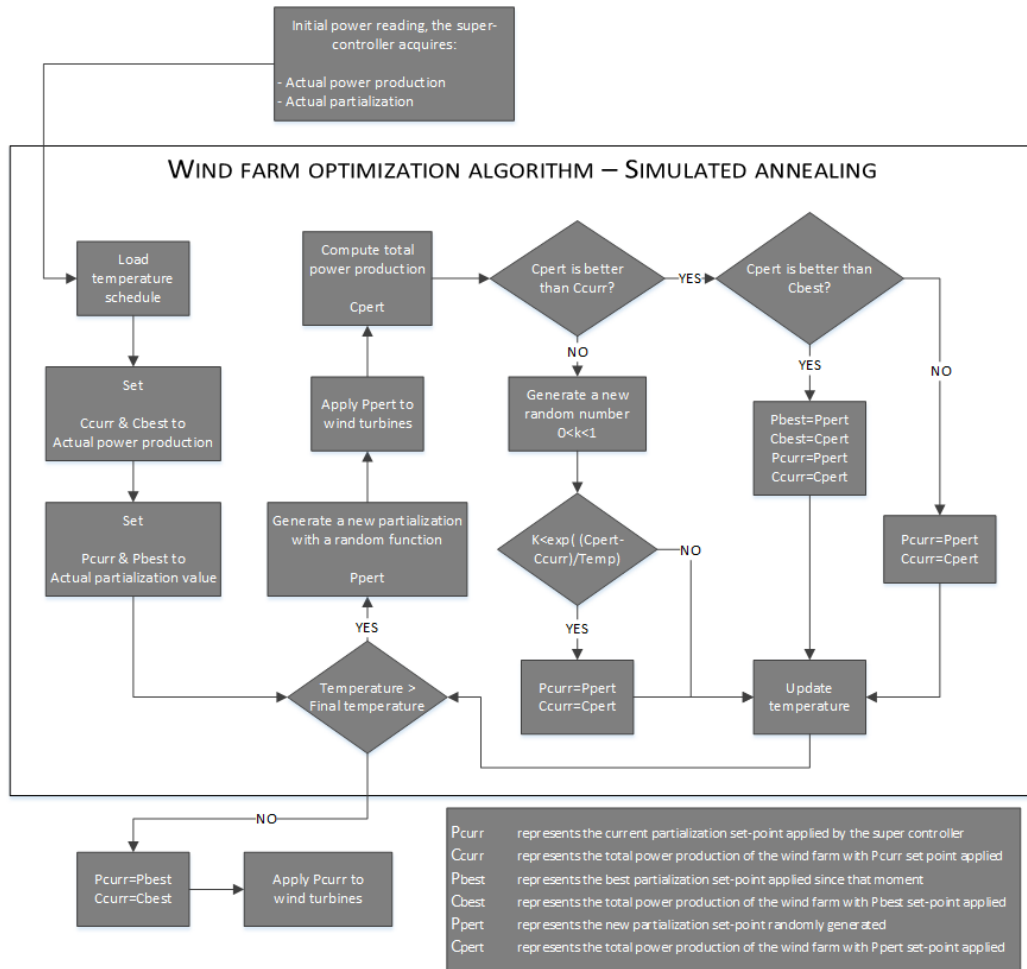 Initial power reading, the super-
controller acquires:
- Actual power production
- Actual partialization
WIND FARM OPTIMIZATION ALGORITHM – SIMULATED ANNEALING
Load
temperature
schedule
Set
Ccurr & Cbest to
Actual power production
Set
Pcurr & Pbest to
Actual partialization value
Compute total
power production
Cpert
Apply Ppert to
wind turbines
Generate a new partialization
with a random function
Ppert
YES
Temperature >
Final temperature
Cpert is better
than Ccurr?
YES
NO
Generate a new
random number
0<k<1
K<exp( (Cpert-
Ccurr)/Temp)
NO
YES
Pcurr=Ppert
Ccurr=Cpert
Cpert is better than
Cbest?
YES
NO
Pbest=Ppert
Cbest=Cpert
Pcurr=Ppert
Ccurr=Cpert
Pcurr=Ppert
Ccurr=Cpert
Update
temperature
NO
Pcurr=Pbest
Ccurr=Cbest
Apply Pcurr to
wind turbines
Pcurr represents the current partialization set-point applied by the super controller
Ccurr represents the total power production of the wind farm with Pcurr set point applied
Pbest represents the best partialization set-point applied since that moment
Cbest represents the total power production of the wind farm with Pbest set-point applied
Ppert represents the new partialization set-point randomly generated
Cpert represents the total power production of the wind farm with Ppert set-point applied